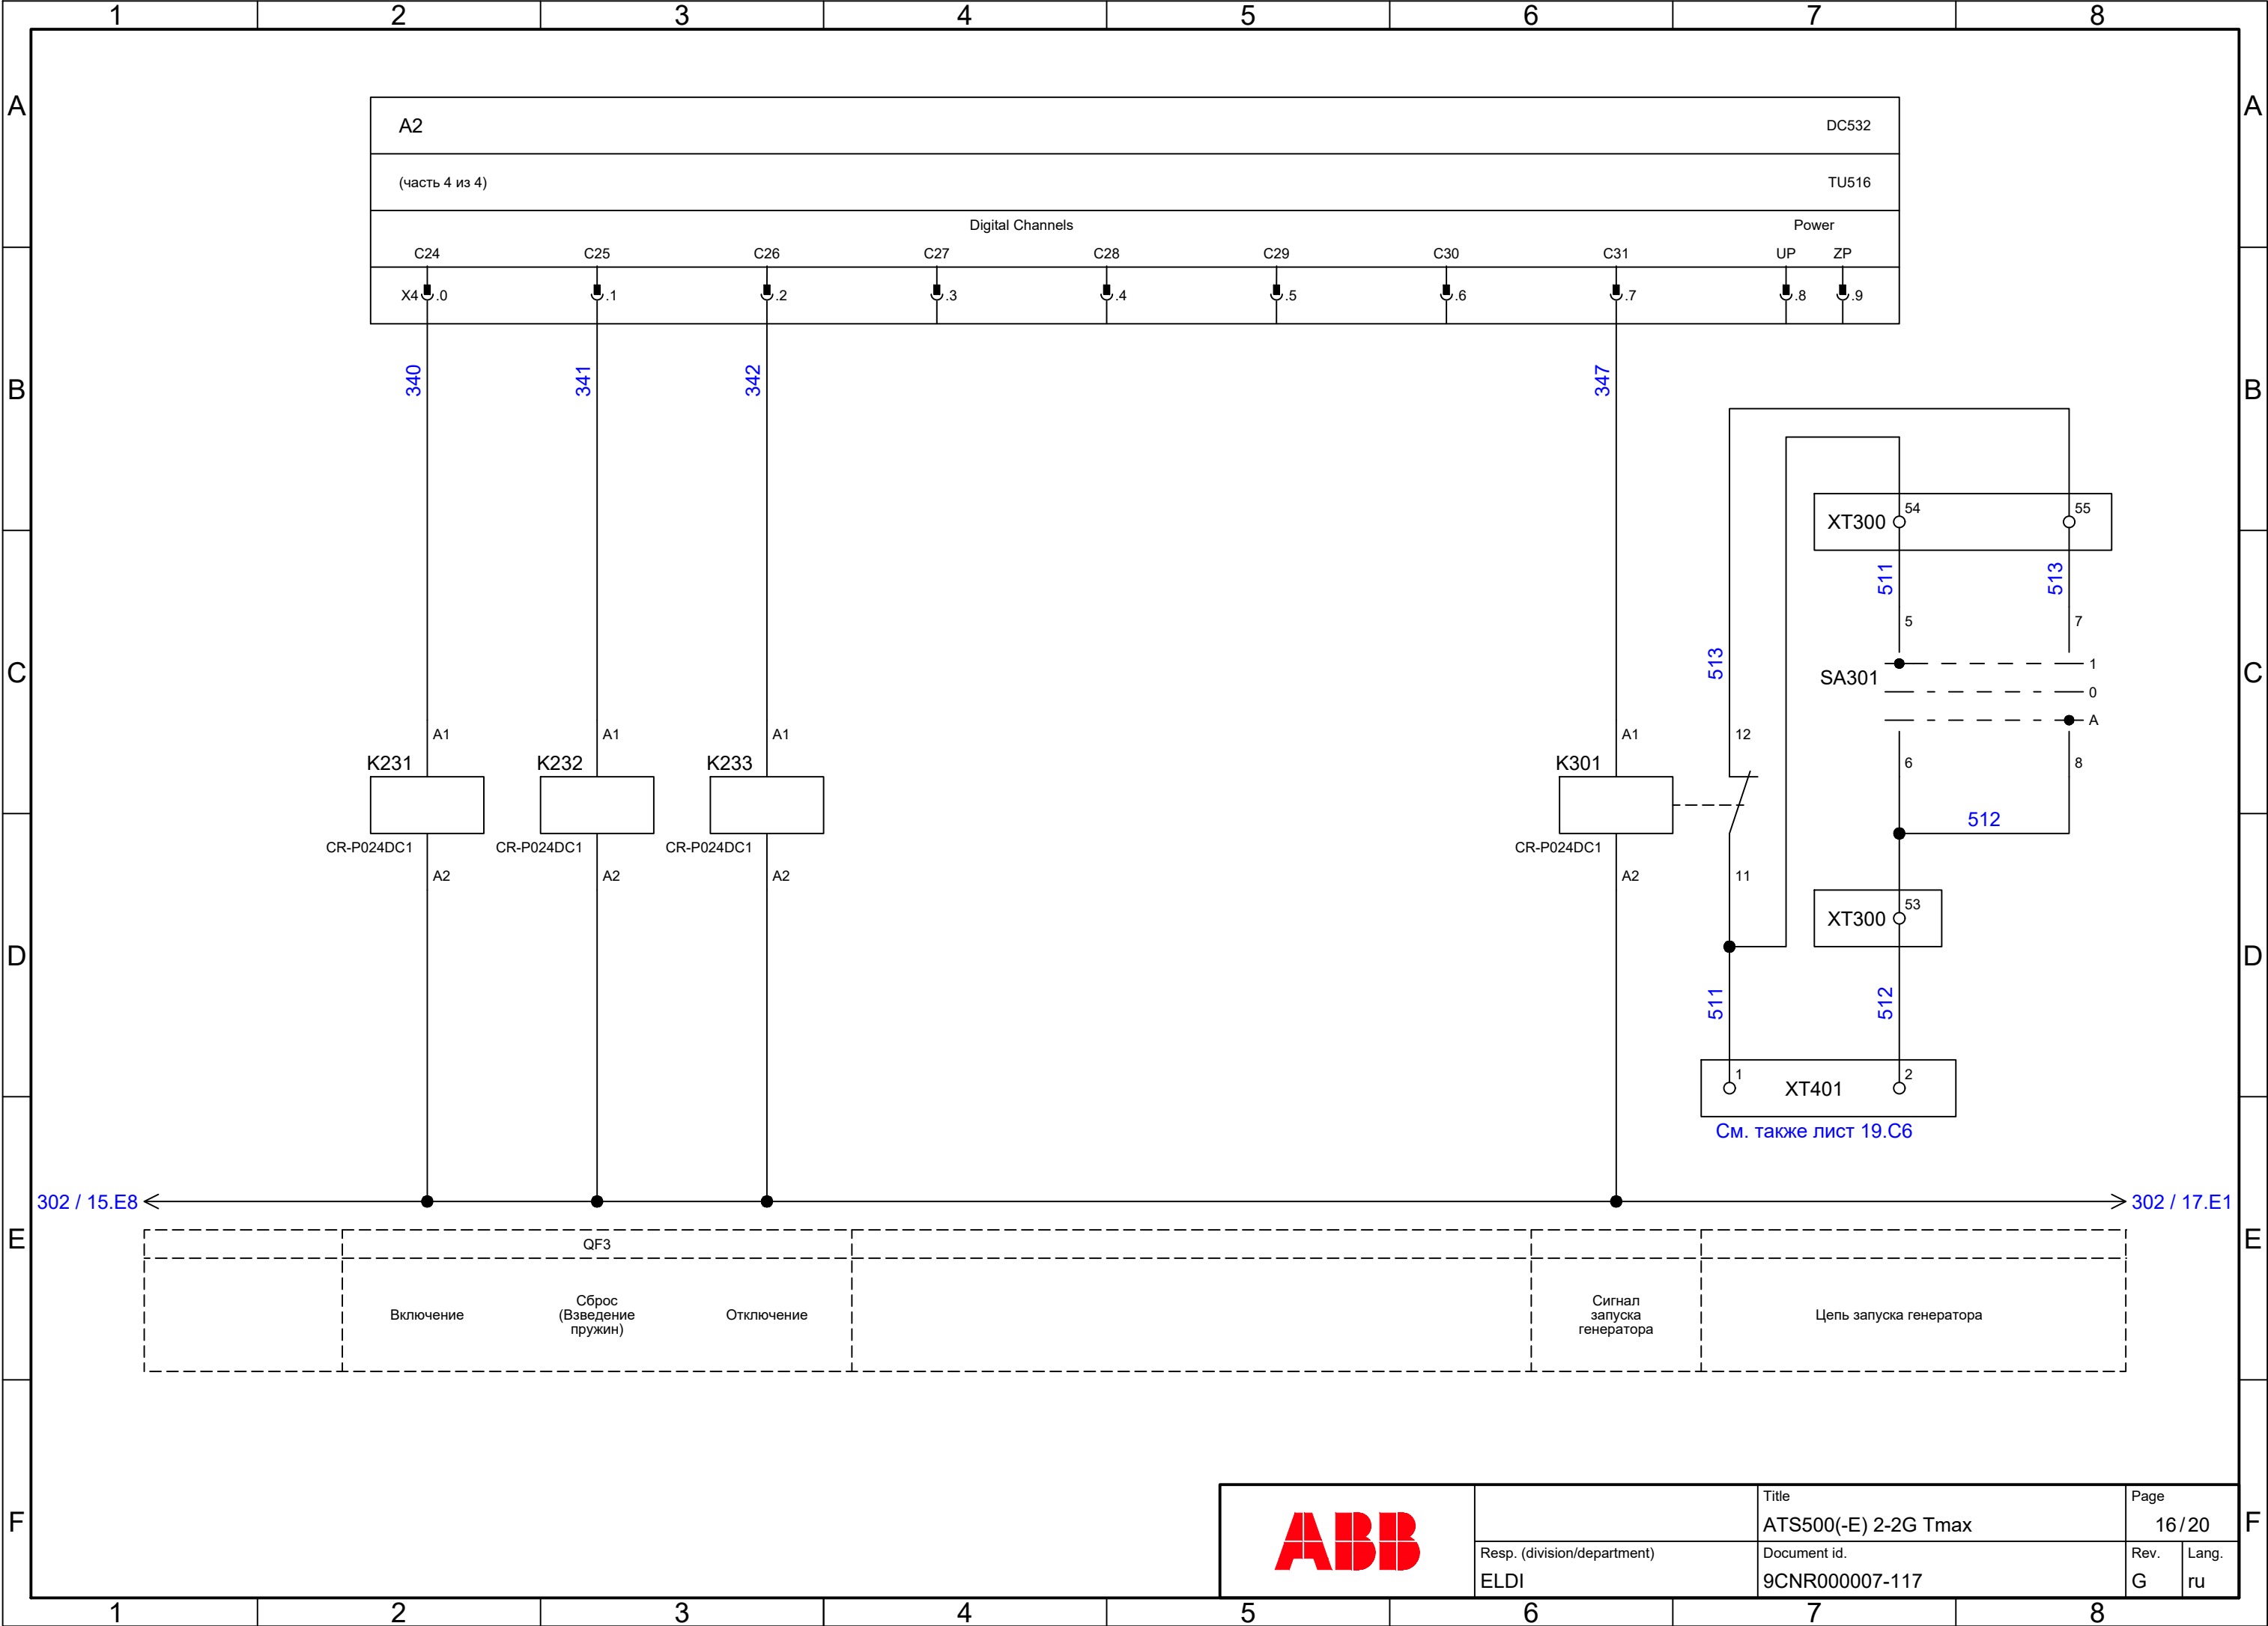 1 2 3 4 5 6 7 8
A A
A2 DC532
(часть 4 из 4) TU516
Digital Channels Power
C24 C25 C26 C27 C28 C29 C30 C31 UP ZP
X4 .0 .1 .2 .3 .4 .5 .6 .7 .8 .9
340 341 342 347
B B
XT300 54 55
511 513
5 7
513
1
SA301
0
A
C C
A1 A1 A1 A1 12
K231 K232 K233 K301
6 8
512
CR-P024DC1 CR-P024DC1 CR-P024DC1 CR-P024DC1
A2 A2 A2 A2 11
XT300 53
D D
511 512
1 XT401 2
См. также лист 19.C6
302 / 15.E8 302 / 17.E1
E E
QF3
Включение
Сброс
(Взведение
пружин)
Отключение
Сигнал
запуска
генератора
Цепь запуска генератора
F F
ABB
Title
ATS500(-E) 2-2G Tmax
Page
16/20
Resp. (division/department)
ELDI
Document id.
9CNR000007-117
Rev.
G
Lang.
ru
1 2 3 4 5 6 7 8